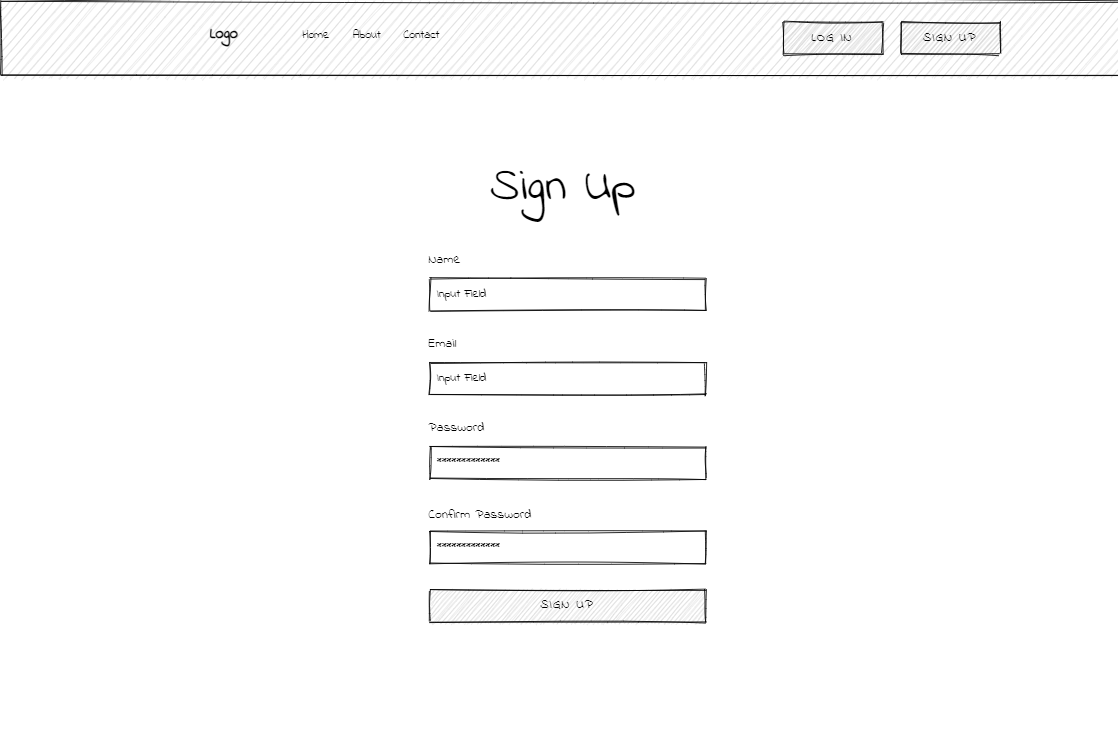 Logo Home About Contact LOG IN SIGN UP
Sign Up
Name
Input Field
Email
Input Field
Password
*************
Confirm Password
*************
SIGN UP